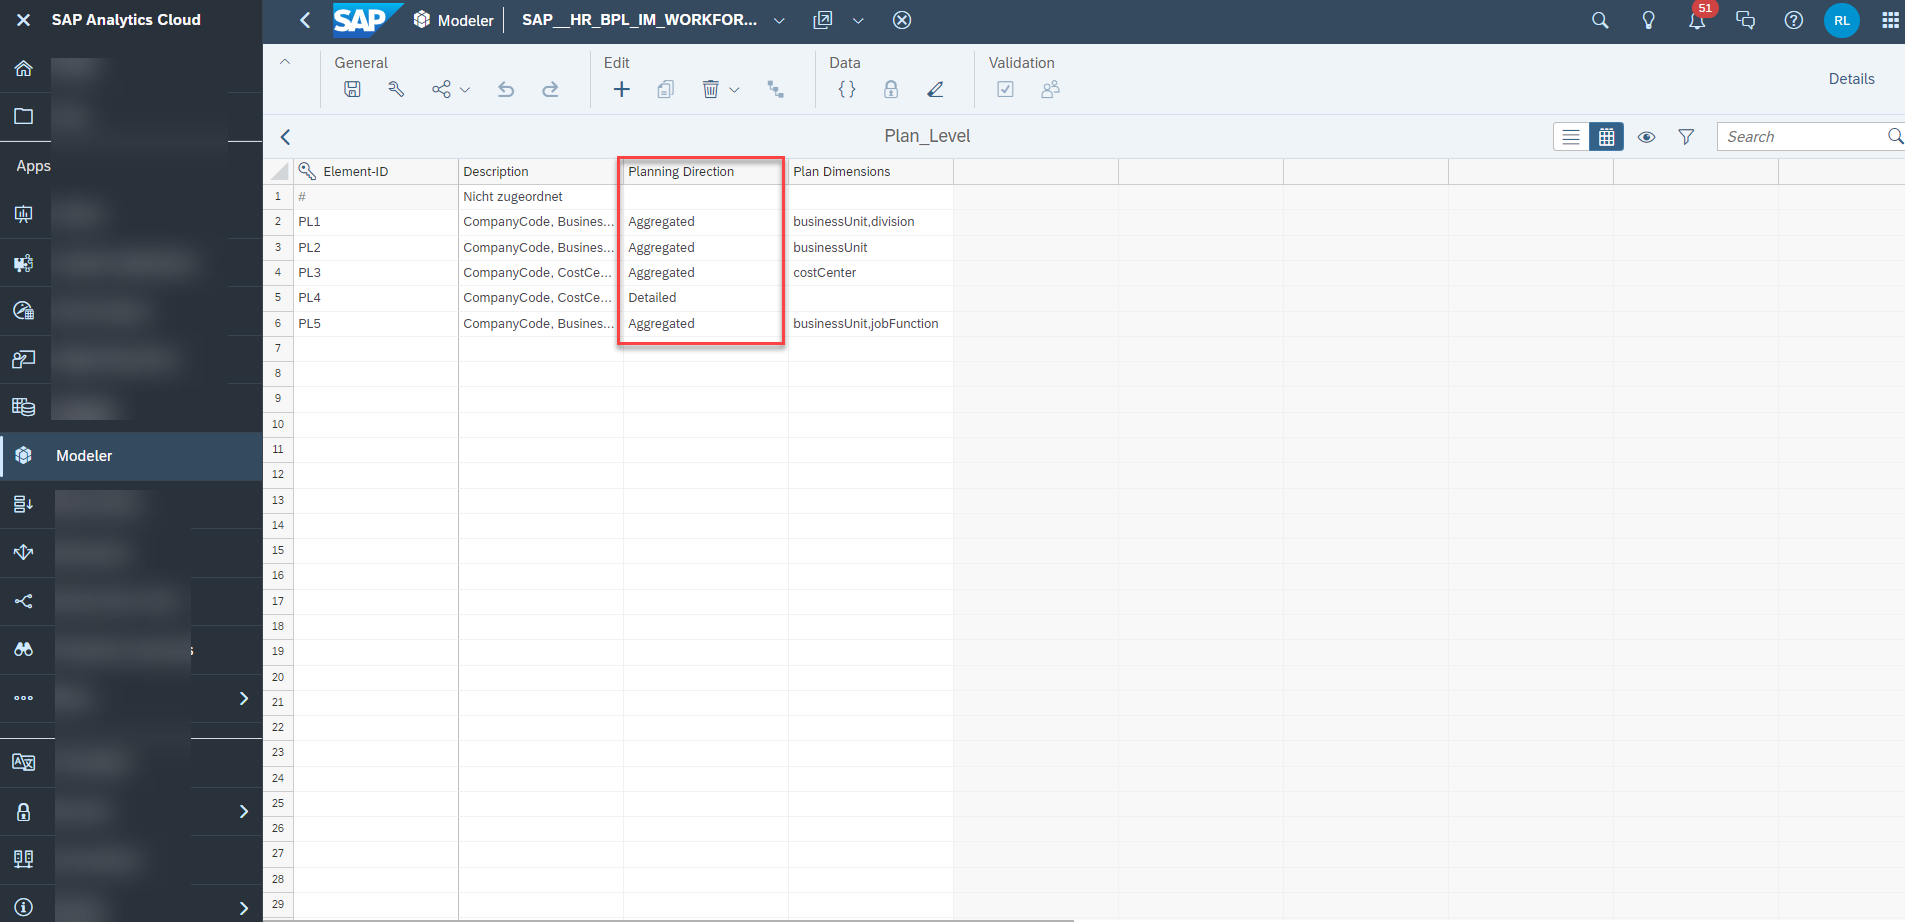 SAP Analytics Cloud
SAP Modeler SAP__HR_BPL_IM_WORKFOR... 51 RL
General Edit Data Validation
Details
Apps
Modeler
Plan_Level
Search
Element-ID Description Planning Direction Plan Dimensions
1 # Nicht zugeordnet
2 PL1 CompanyCode, Busines... Aggregated businessUnit,division
3 PL2 CompanyCode, Busines... Aggregated businessUnit
4 PL3 CompanyCode, CostCe... Aggregated costCenter
5 PL4 CompanyCode, CostCe... Detailed
6 PL5 CompanyCode, Busines... Aggregated businessUnit,jobFunction
7
8
9
10
11
12
13
14
15
16
17
18
19
20
21
22
23
24
25
26
27
28
29